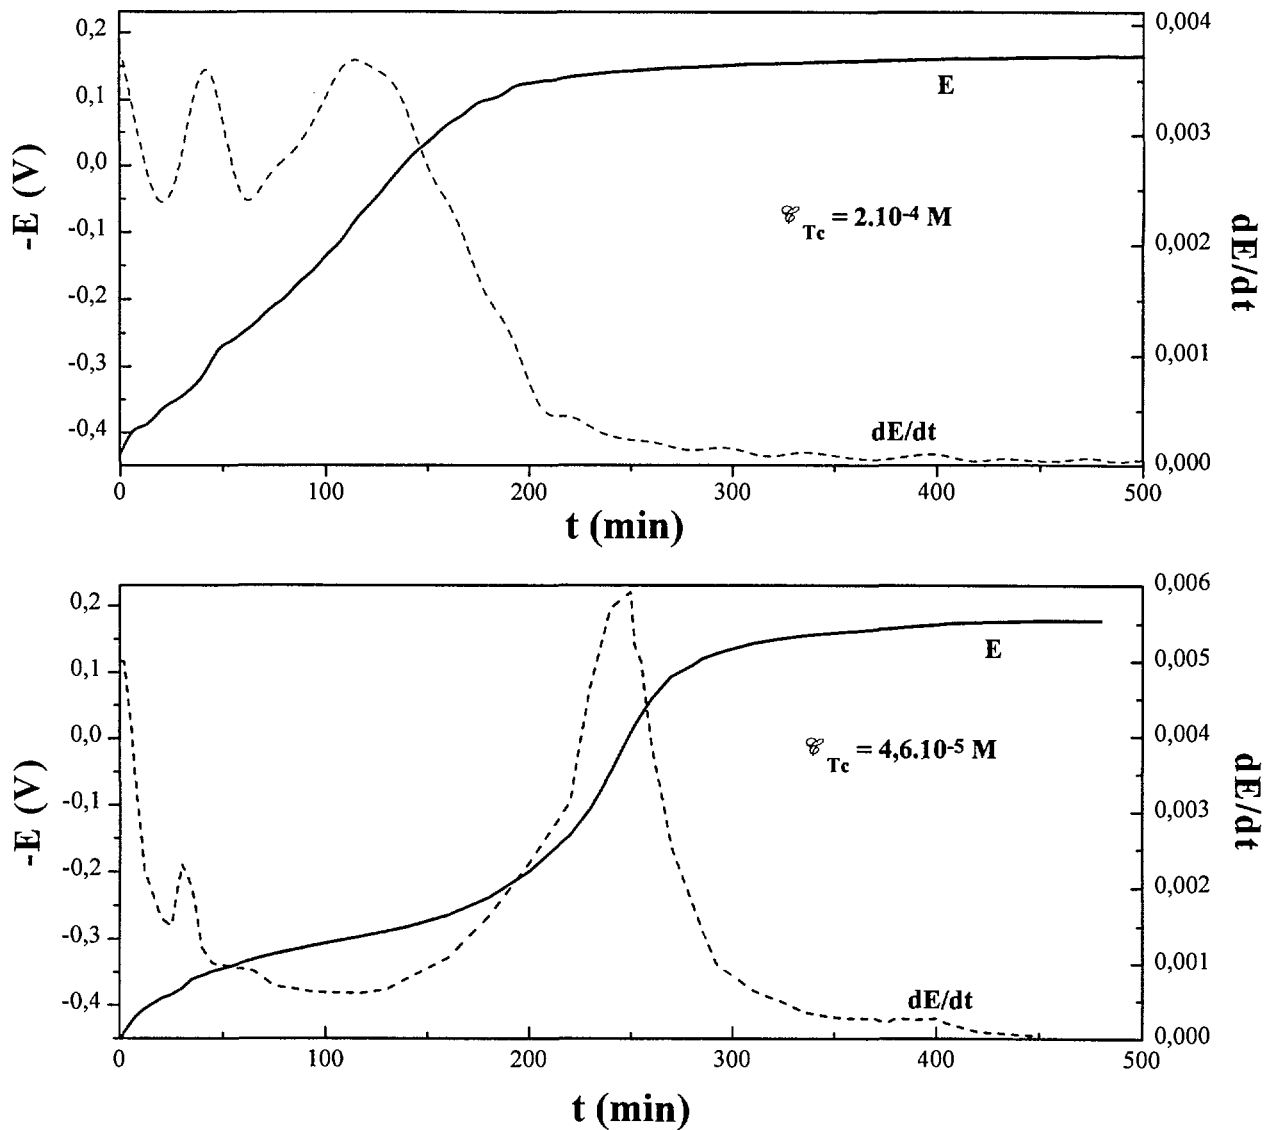 0,2
0,1
0,0
-0,1
-0,2
-0,3
-0,4
-E (V)
0,004
0,003
0,002
0,001
0,000
dE/dt
E
𝒞Tc = 2.10-4 M
dE/dt
0 100 200 300 400 500
t (min)
0,2
0,1
0,0
-0,1
-0,2
-0,3
-0,4
-E (V)
0,006
0,005
0,004
0,003
0,002
0,001
0,000
dE/dt
E
𝒞Tc = 4,6.10-5 M
dE/dt
0 100 200 300 400 500
t (min)